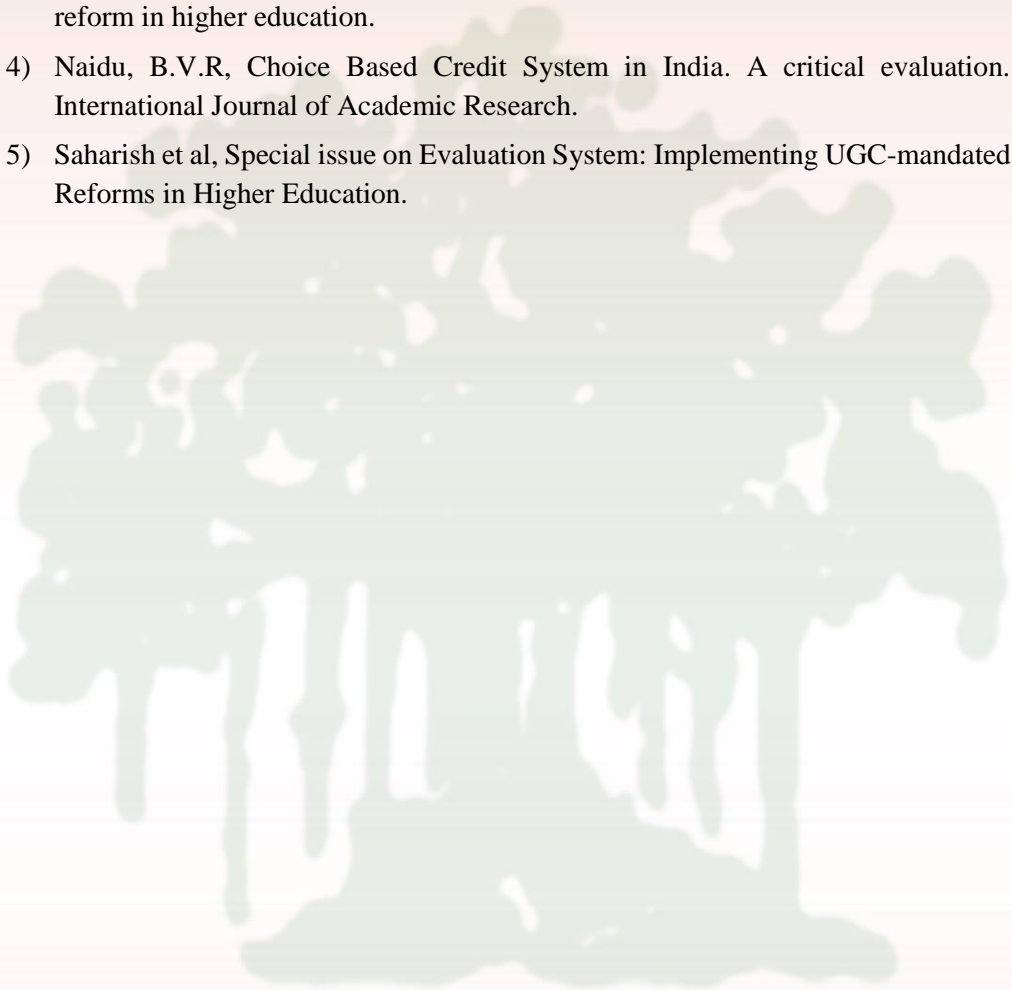 reform in higher education.
4) Naidu, B.V.R, Choice Based Credit System in India. A critical evaluation.
International Journal of Academic Research.
5) Saharish et al, Special issue on Evaluation System: Implementing UGC-mandated
Reforms in Higher Education.